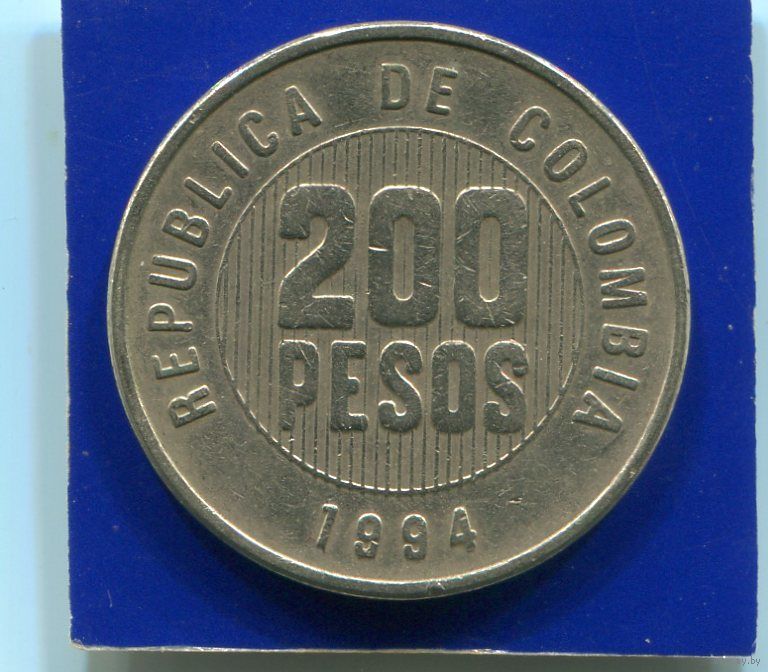 REPUBLICA DE COLOMBIA
200
PESOS
1994